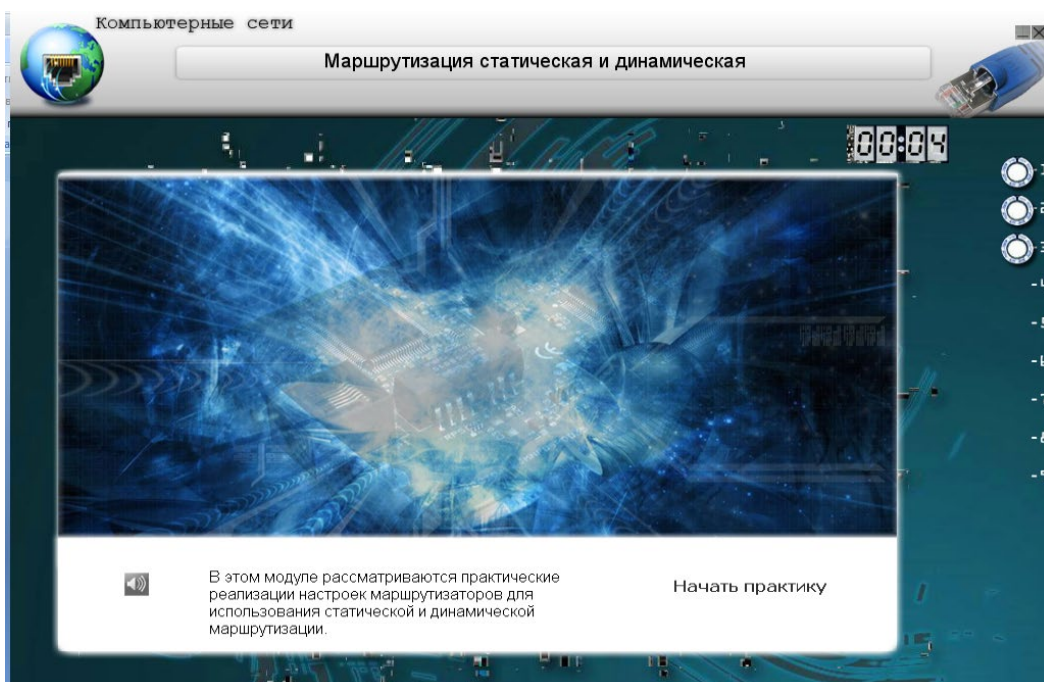 Компьютерные сети
Маршрутизация статическая и динамическая
00:04
В этом модуле рассматриваются практические
реализации настроек маршрутизаторов для
использования статической и динамической
маршрутизации.
Начать практику